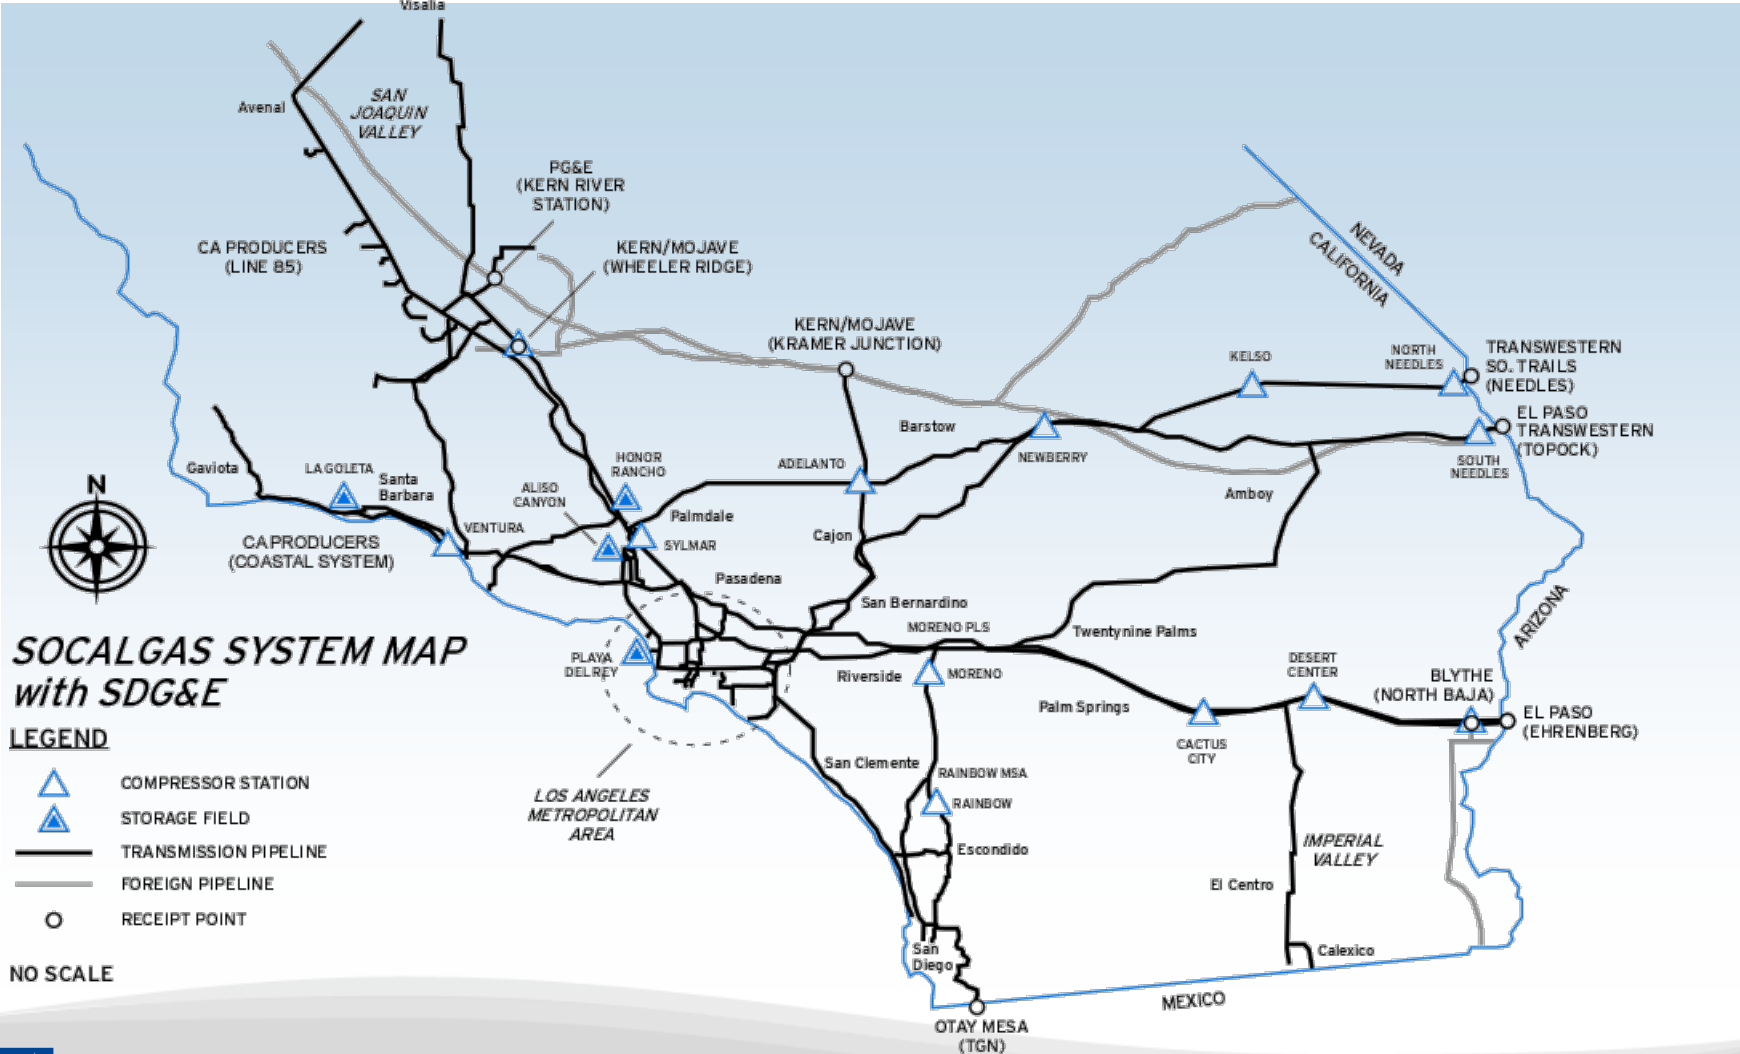 Visalia
Avenal
SAN
JOAQUIN
VALLEY
PG&E
(KERN RIVER
STATION)
CA PRODUCERS
(LINE 85)
KERN/MOJAVE
(WHEELER RIDGE)
NEVADA
CALIFORNIA
KERN/MOJAVE
(KRAMER JUNCTION)
KELSO
NORTH
NEEDLES
TRANSWESTERN
SO. TRAILS
(NEEDLES)
EL PASO
TRANSWESTERN
(TOPOCK)
Barstow
NEWBERRY
SOUTH
NEEDLES
Gaviota
LA GOLETA
Santa
Barbara
HONOR
RANCHO
ADELANTO
ALISO
CANYON
Amboy
N
VENTURA
Palmdale
SYLMAR
Cajon
CAPRODUCERS
(COASTAL SYSTEM)
Pasadena
San Bernardino
ARIZONA
MORENO PLS
Twentynine Palms
SOCALGAS SYSTEM MAP
with SDG&E
PLAYA
DEL REY
Riverside
MORENO
DESERT
CENTER
BLYTHE
(NORTH BAJA)
Palm Springs
EL PASO
(EHRENBERG)
CACTUS
CITY
LEGEND
COMPRESSOR STATION
STORAGE FIELD
TRANSMISSION PIPELINE
FOREIGN PIPELINE
RECEIPT POINT
NO SCALE
San Clemente
RAINBOW MSA
RAINBOW
LOS ANGELES
METROPOLITAN
AREA
Escondido
IMPERIAL
VALLEY
El Centro
San
Diego
Calexico
MEXICO
OTAY MESA
(TGN)